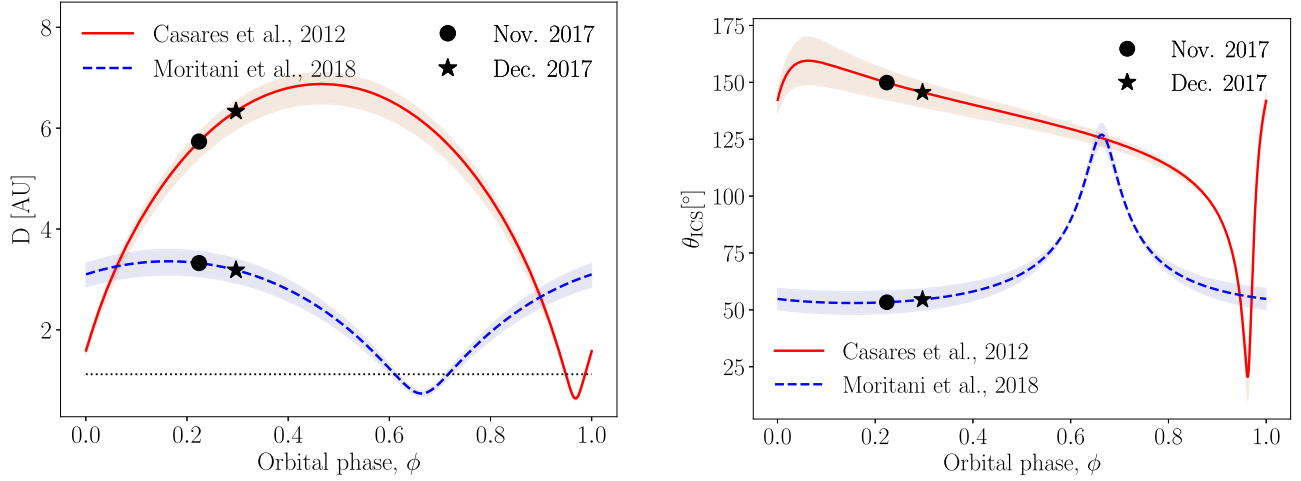 Casares et al., 2012
Moritani et al., 2018
Nov. 2017
Dec. 2017
D [AU]
8
6
4
2
0.0 0.2 0.4 0.6 0.8 1.0
Orbital phase, ϕ
Nov. 2017
Dec. 2017
θICS[°]
175
150
125
100
75
50
25
Casares et al., 2012
Moritani et al., 2018
0.0 0.2 0.4 0.6 0.8 1.0
Orbital phase, ϕ